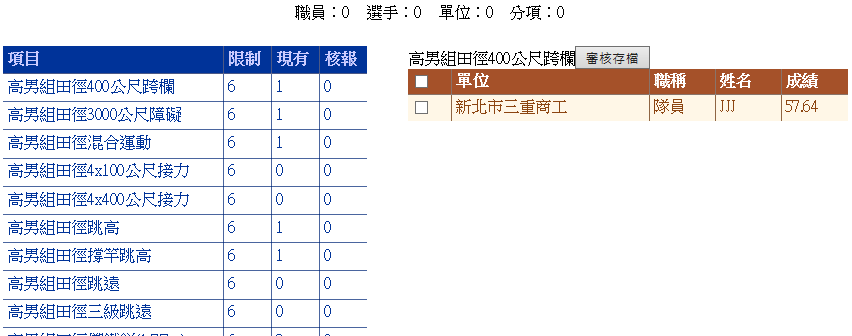 職員：0 選手：0 單位：0 分項：0
項目 限制 現有 核報
高男組田徑400公尺跨欄 6 1 0
高男組田徑3000公尺障礙 6 1 0
高男組田徑混合運動 6 1 0
高男組田徑4x100公尺接力 6 0 0
高男組田徑4x400公尺接力 6 0 0
高男組田徑跳高 6 1 0
高男組田徑撐竿跳高 6 1 0
高男組田徑跳遠 6 0 0
高男組田徑三級跳遠 6 0 0
高男組田徑400公尺跨欄 審核存檔
單位 職稱 姓名 成績
新北市三重商工 隊員 JJJ 57.64